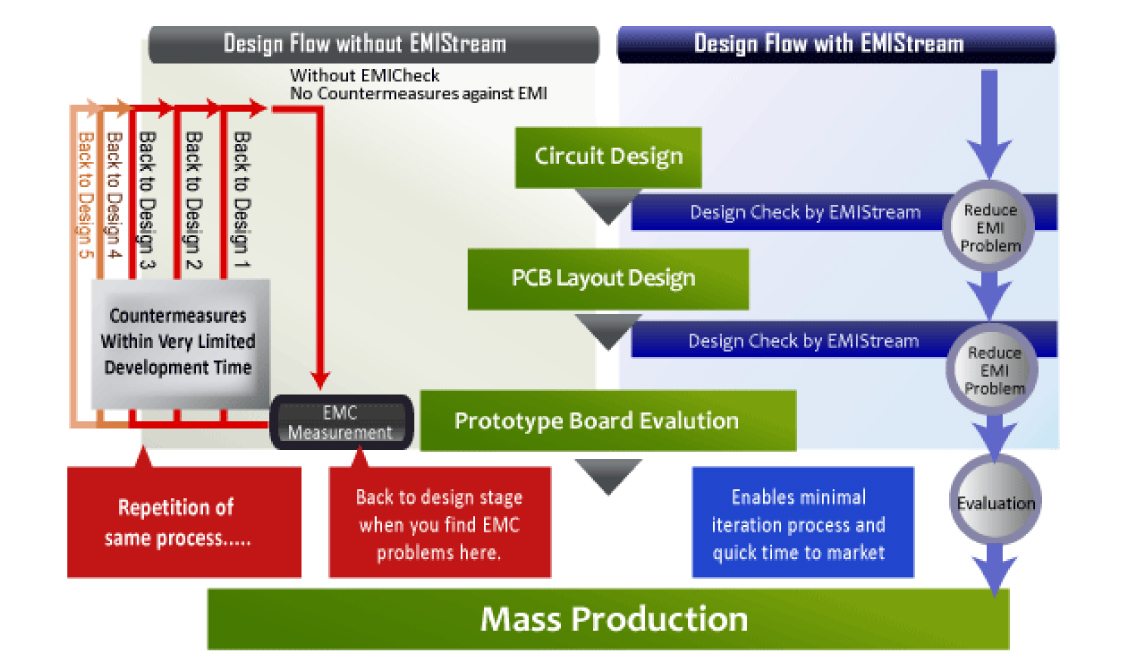 Design Flow without EMIStream
Design Flow with EMIStream
Without EMICheck
No Countermeasures against EMI
Back to Design 5
Back to Design 4
Back to Design 3
Back to Design 2
Back to Design 1
Circuit Design
Design Check by EMIStream
Reduce
EMI
Problem
PCB Layout Design
Countermeasures
Within Very Limited
Development Time
Design Check by EMIStream
Reduce
EMI
Problem
EMC
Measurement
Prototype Board Evalution
Repetition of
same process.....
Back to design stage
when you find EMC
problems here.
Enables minimal
iteration process and
quick time to market
Evaluation
Mass Production